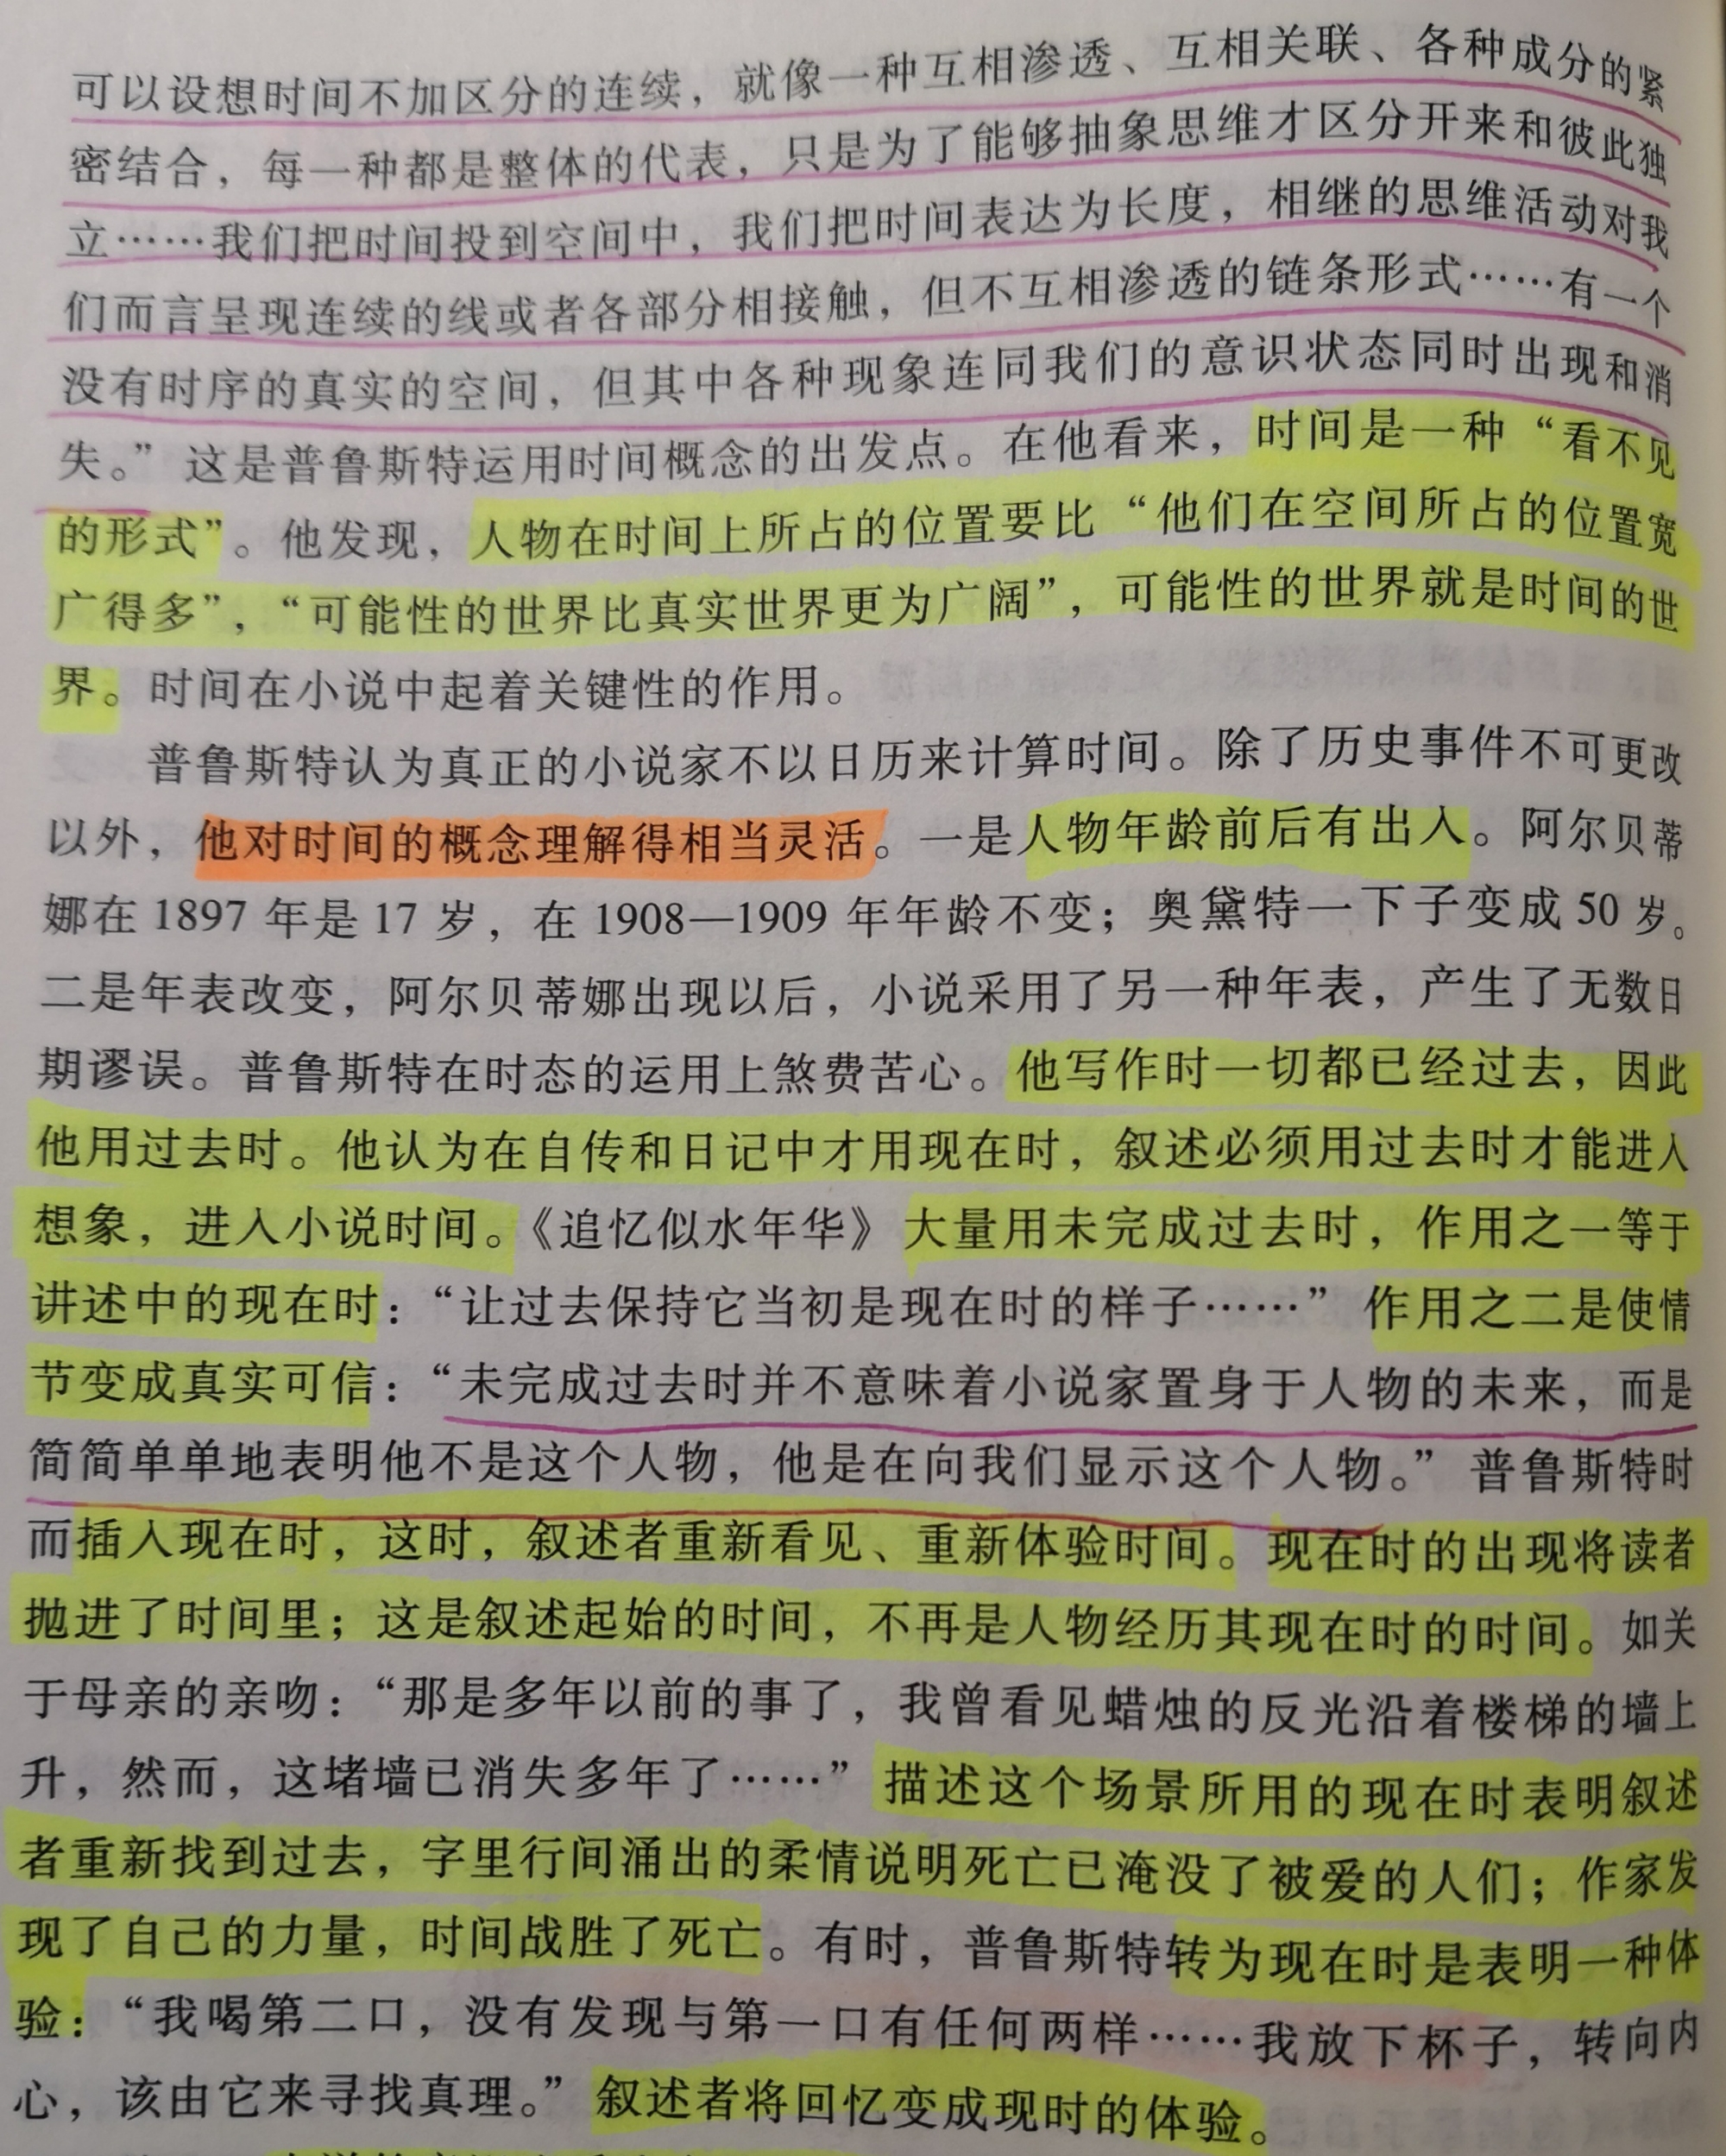 可以设想时间不加区分的连续，就像一种互相渗透、互相关联、各种成分的紧
密结合，每一种都是整体的代表，只是为了能够抽象思维才区分开来和彼此独
立……我们把时间投到空间中，我们把时间表达为长度，相继的思维活动对我
们而言呈现连续的线或者各部分相接触，但不互相渗透的链条形式……有一个
没有时序的真实的空间，但其中各种现象连同我们的意识状态同时出现和消
失。”这是普鲁斯特运用时间概念的出发点。在他看来，时间是一种“看不见
的形式”。他发现，人物在时间上所占的位置要比“他们在空间所占的位置宽
广得多”，“可能性的世界比真实世界更为广阔”，可能性的世界就是时间的世
界。时间在小说中起着关键性的作用。
普鲁斯特认为真正的小说家不以日历来计算时间。除了历史事件不可更改
以外，他对时间的概念理解得相当灵活。一是人物年龄前后有出入。阿尔贝蒂
娜在1897年是17岁，在1908—1909年年龄不变；奥黛特一下子变成50岁。
二是年表改变，阿尔贝蒂娜出现以后，小说采用了另一种年表，产生了无数日
期谬误。普鲁斯特在时态的运用上煞费苦心。他写作时一切都已经过去，因此
他用过去时。他认为在自传和日记中才用现在时，叙述必须用过去时才能进入
想象，进入小说时间。《追忆似水年华》大量用未完成过去时，作用之一等于
讲述中的现在时：“让过去保持它当初是现在时的样子……”作用之二是使情
节变成真实可信：“未完成过去时并不意味着小说家置身于人物的未来，而是
简简单单地表明他不是这个人物，他是在向我们显示这个人物。”普鲁斯特时
而插入现在时，这时，叙述者重新看见、重新体验时间。现在时的出现将读者
抛进了时间里；这是叙述起始的时间，不再是人物经历其现在时的时间。如关
于母亲的亲吻：“那是多年以前的事了，我曾看见蜡烛的反光沿着楼梯的墙上
升，然而，这堵墙已消失多年了……”描述这个场景所用的现在时表明叙述
者重新找到过去，字里行间涌出的柔情说明死亡已淹没了被爱的人们；作家发
现了自己的力量，时间战胜了死亡。有时，普鲁斯特转为现在时是表明一种体
验：“我喝第二口，没有发现与第一口有任何两样……我放下杯子，转向内
心，该由它来寻找真理。”叙述者将回忆变成现时的体验。